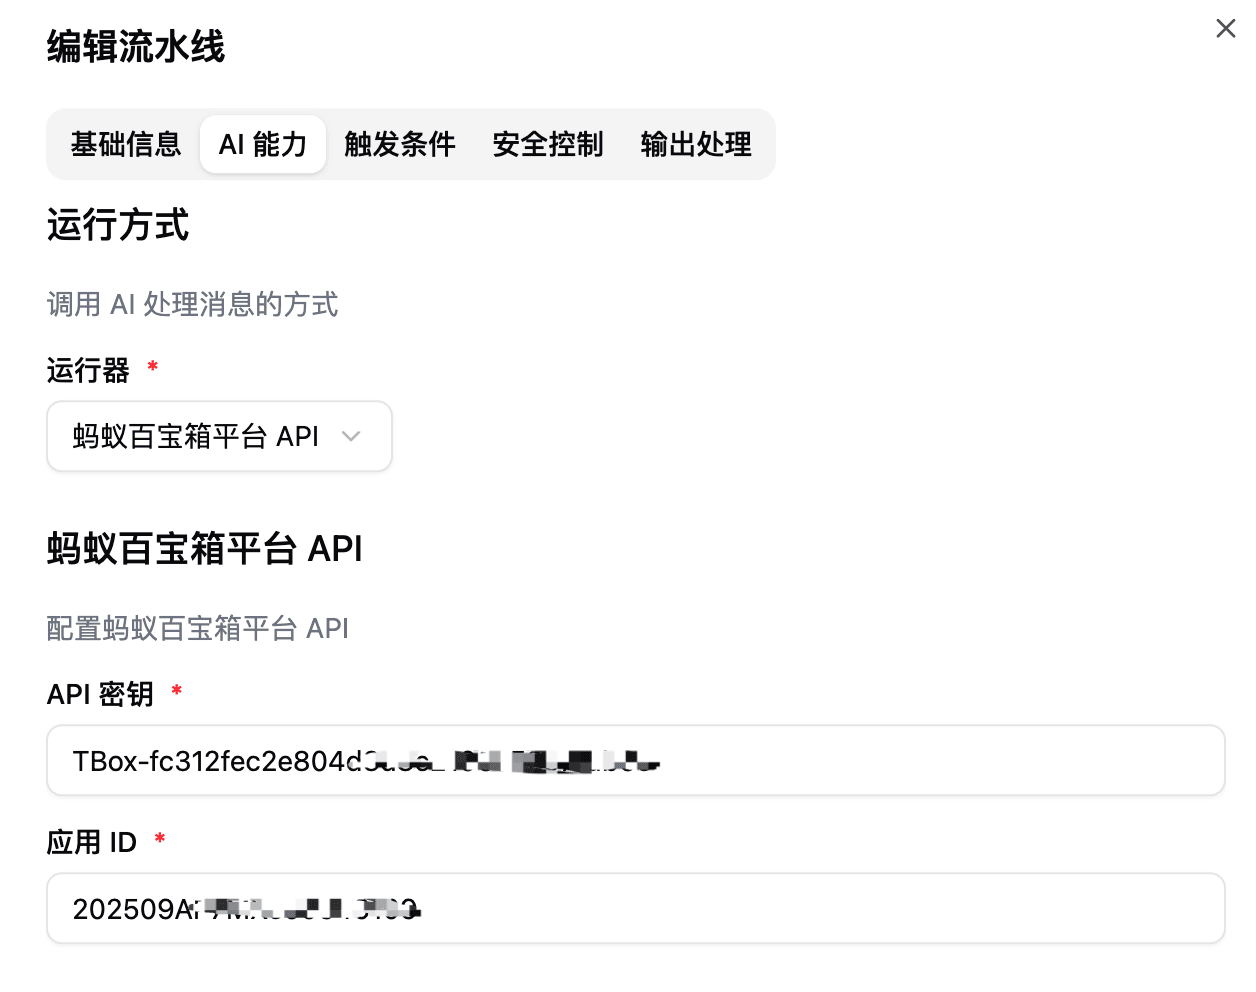 编辑流水线
基础信息 AI 能力 触发条件 安全控制 输出处理
运行方式
调用 AI 处理消息的方式
运行器 *
蚂蚁百宝箱平台 API
蚂蚁百宝箱平台 API
配置蚂蚁百宝箱平台 API
API 密钥 *
TBox-fc312fec2e804d
应用 ID *
202509A